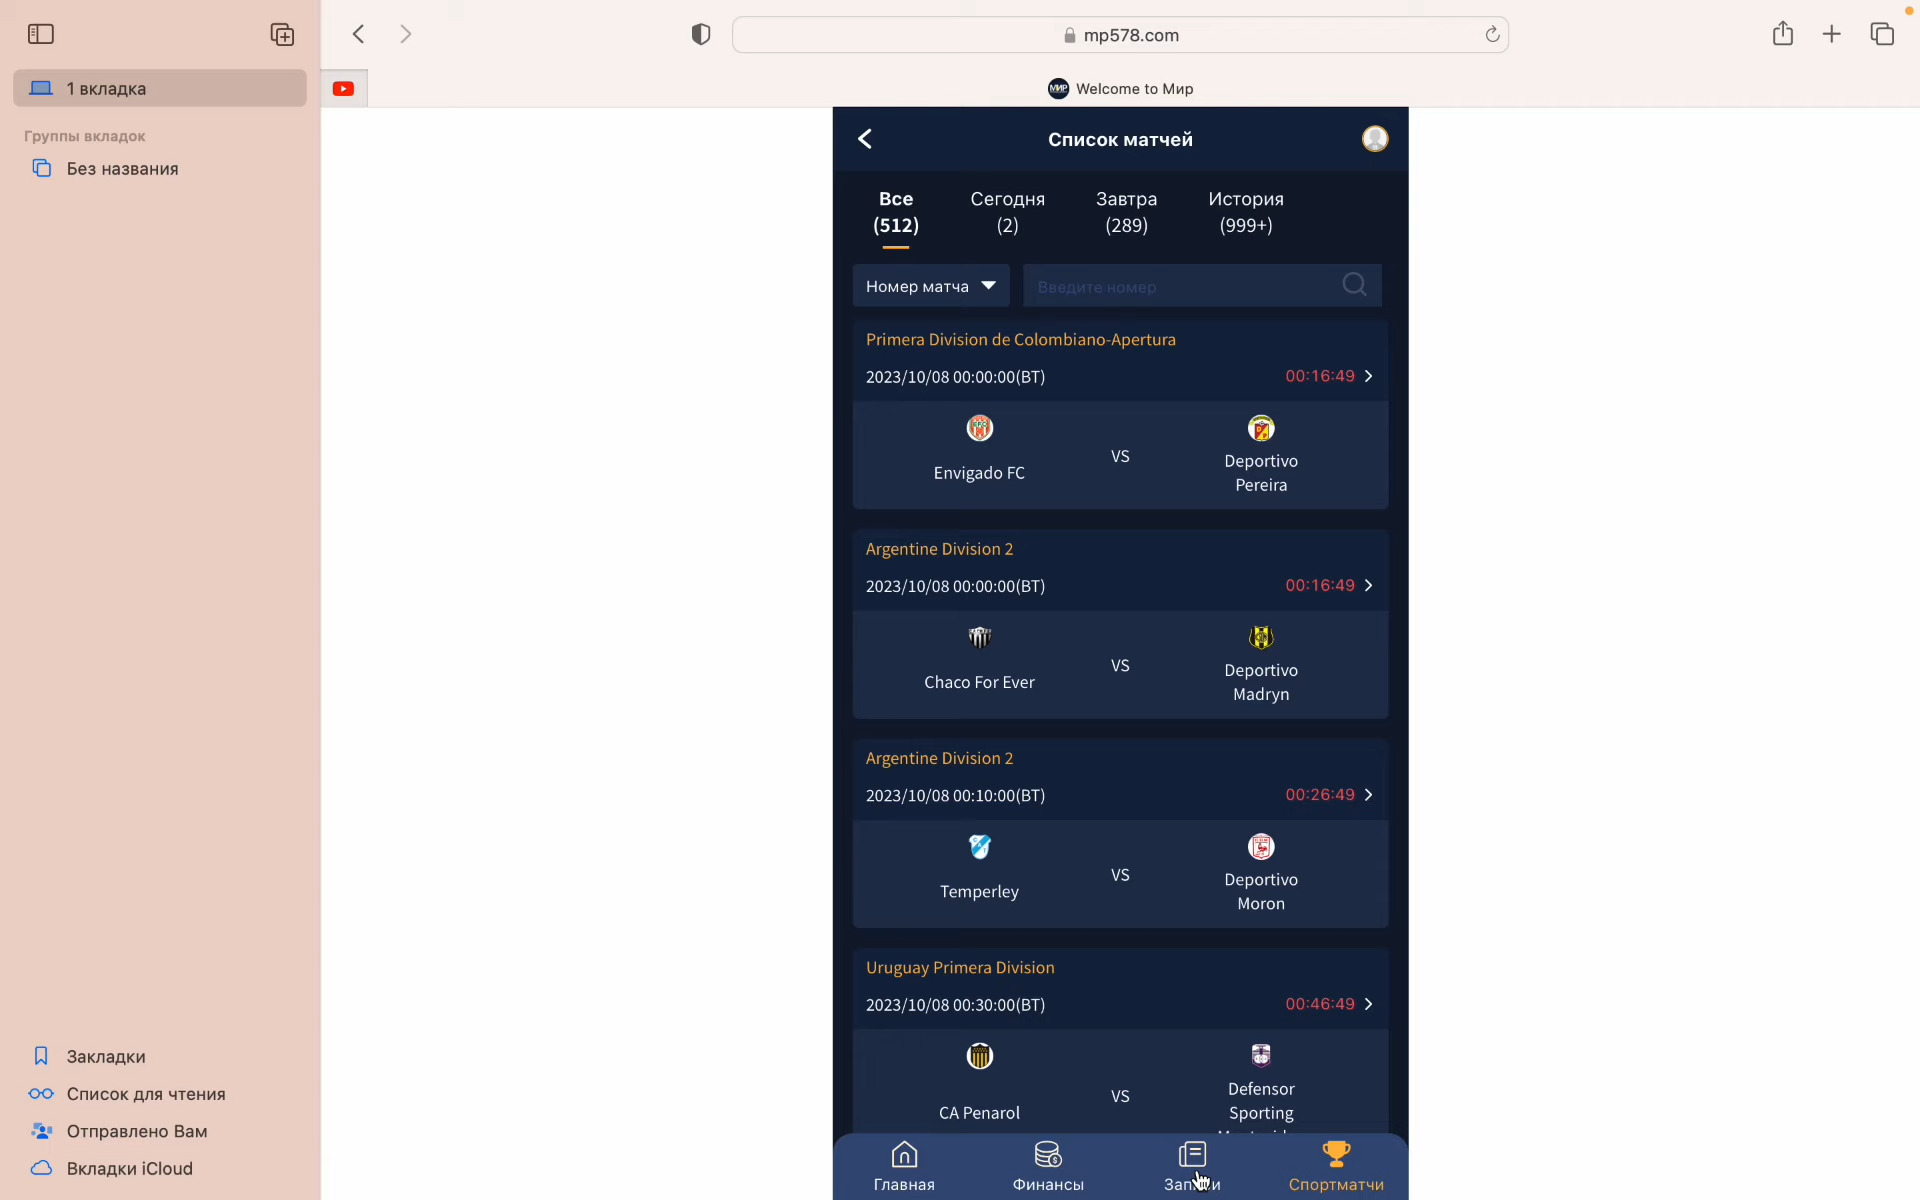 mp578.com
1 вкладка
Группы вкладок
Без названия
Закладки
Список для чтения
Отправлено Вам
Вкладки iCloud
МИР Welcome to Мир
Список матчей
Все Сегодня Завтра История
(512) (2) (289) (999+)
Номер матча Введите номер
Primera Division de Colombiano-Apertura
2023/10/08 00:00:00(BT) 00:16:49
Envigado FC
VS
Deportivo
Pereira
Argentine Division 2
2023/10/08 00:00:00(BT) 00:16:49
Chaco For Ever
VS
Deportivo
Madryn
Argentine Division 2
2023/10/08 00:10:00(BT) 00:26:49
Temperley
VS
Deportivo
Moron
Uruguay Primera Division
2023/10/08 00:30:00(BT) 00:46:49
CA Penarol
VS
Defensor
Sporting
Главная Финансы Спортматчи